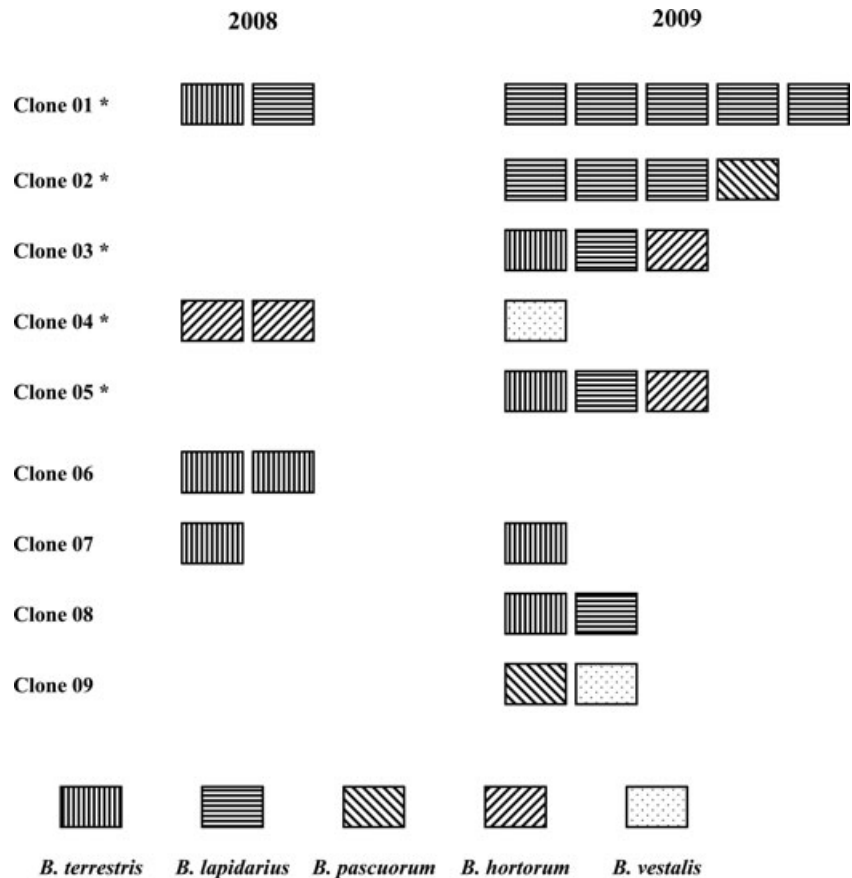 2008 2009
Clone 01 *
Clone 02 *
Clone 03 *
Clone 04 *
Clone 05 *
Clone 06
Clone 07
Clone 08
Clone 09
B. terrestris B. lapidarius B. pascuorum B. hortorum B. vestalis